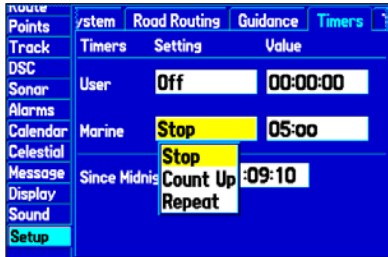 Route
Points
Track
DSC
Sonar
Alarms
Calendar
Celestial
Message
Display
Sound
Setup
ystem Road Routing Guidance Timers
Timers Setting Value
User Off 00:00:00
Marine Stop 05:00
Stop
Count Up
Repeat
Since Midnig :09:10